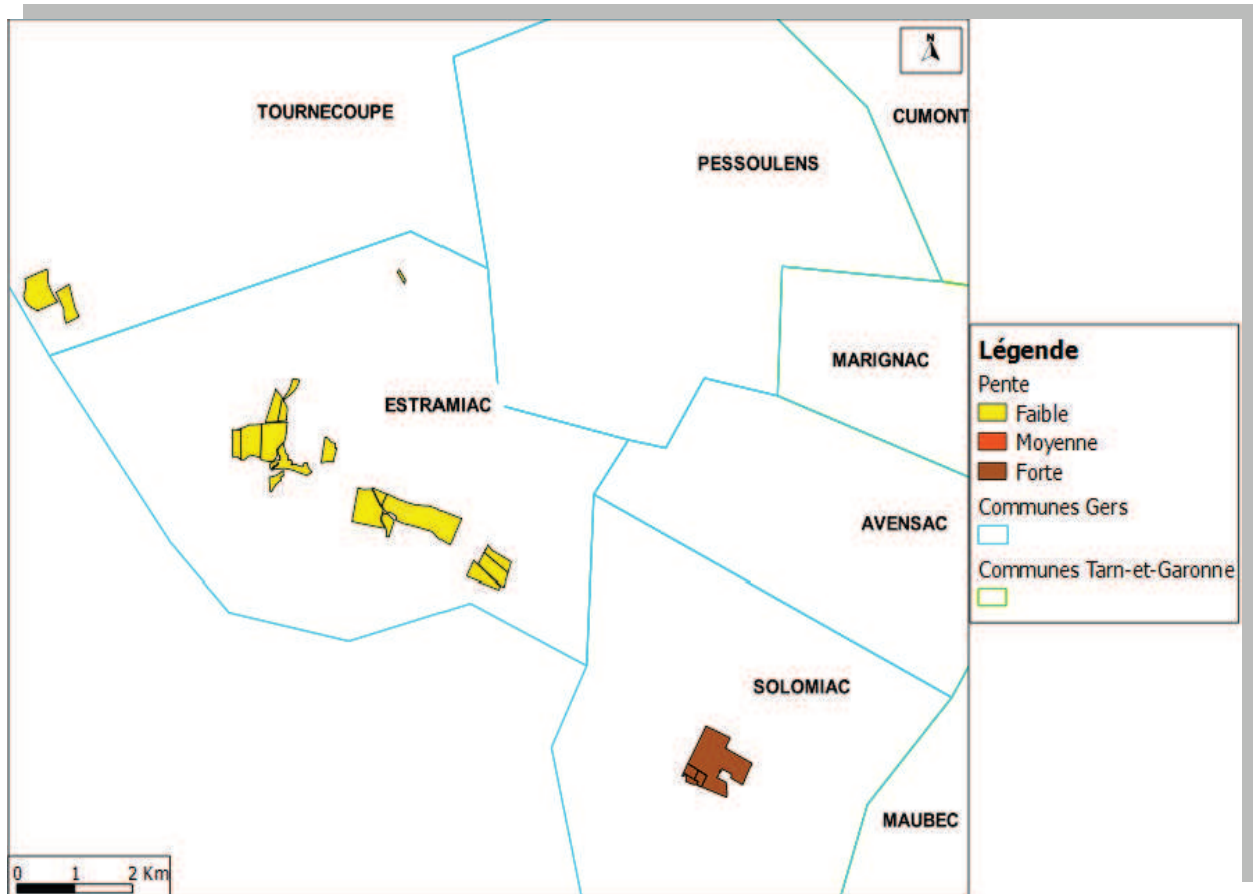 N
TOURNECOUPE
CUMONT
PESSOULENS
MARIGNAC
ESTRAMIAC
AVENSAC
SOLOMIAC
MAUBEC
0 1 2 Km
Légende
Pente
Faible
Moyenne
Forte
Communes Gers
Communes Tarn-et-Garonne